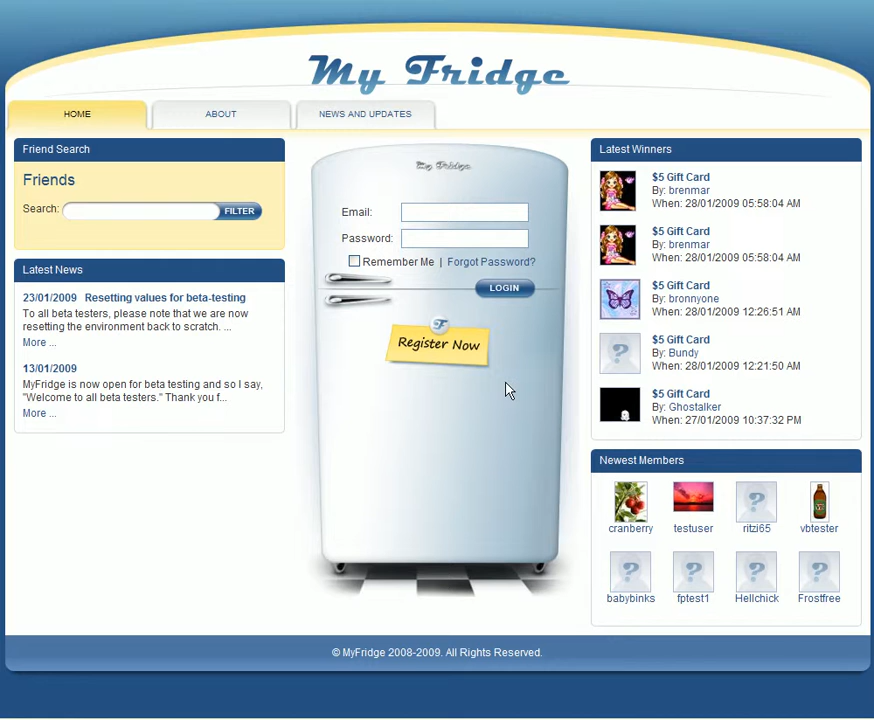 My Fridge
HOME
ABOUT
NEWS AND UPDATES
Friend Search
Friends
Search:
FILTER
Latest News
23/01/2009 Resetting values for beta-testing
To all beta testers, please note that we are now
resetting the environment back to scratch. ...
More ...
13/01/2009
MyFridge is now open for beta testing and so I say,
"Welcome to all beta testers." Thank you f...
More ...
My Fridge
Email:
Password:
Remember Me | Forgot Password?
LOGIN
Register Now
Latest Winners
$5 Gift Card
By: brenmar
When: 28/01/2009 05:58:04 AM
$5 Gift Card
By: brenmar
When: 28/01/2009 05:58:04 AM
$5 Gift Card
By: bronnyone
When: 28/01/2009 12:26:51 AM
$5 Gift Card
By: Bundy
When: 28/01/2009 12:21:50 AM
$5 Gift Card
By: Ghostalker
When: 27/01/2009 10:37:32 PM
Newest Members
cranberry testuser ritzi65 vbtester
babybinks fptest1 Hellchick Frostfree
© MyFridge 2008-2009. All Rights Reserved.